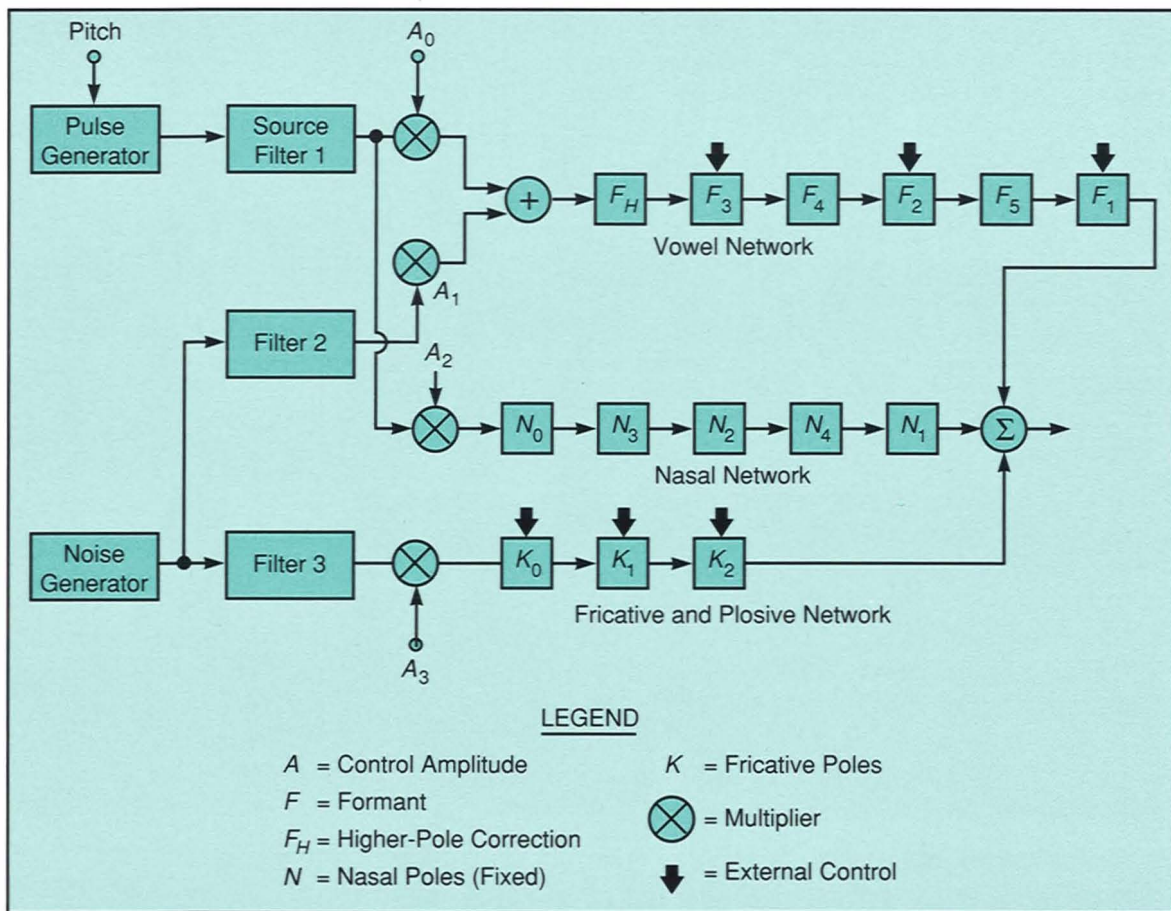 Pitch
A₀
Pulse Generator
Source Filter 1
+
F_H
F₃
F₄
F₂
F₅
F₁
Vowel Network
A₁
Filter 2
A₂
N₀
N₃
N₂
N₄
N₁
Σ
Nasal Network
Noise Generator
Filter 3
K₀
K₁
K₂
Fricative and Plosive Network
A₃
LEGEND
A = Control Amplitude
F = Formant
F_H = Higher-Pole Correction
N = Nasal Poles (Fixed)
K = Fricative Poles
= Multiplier
= External Control